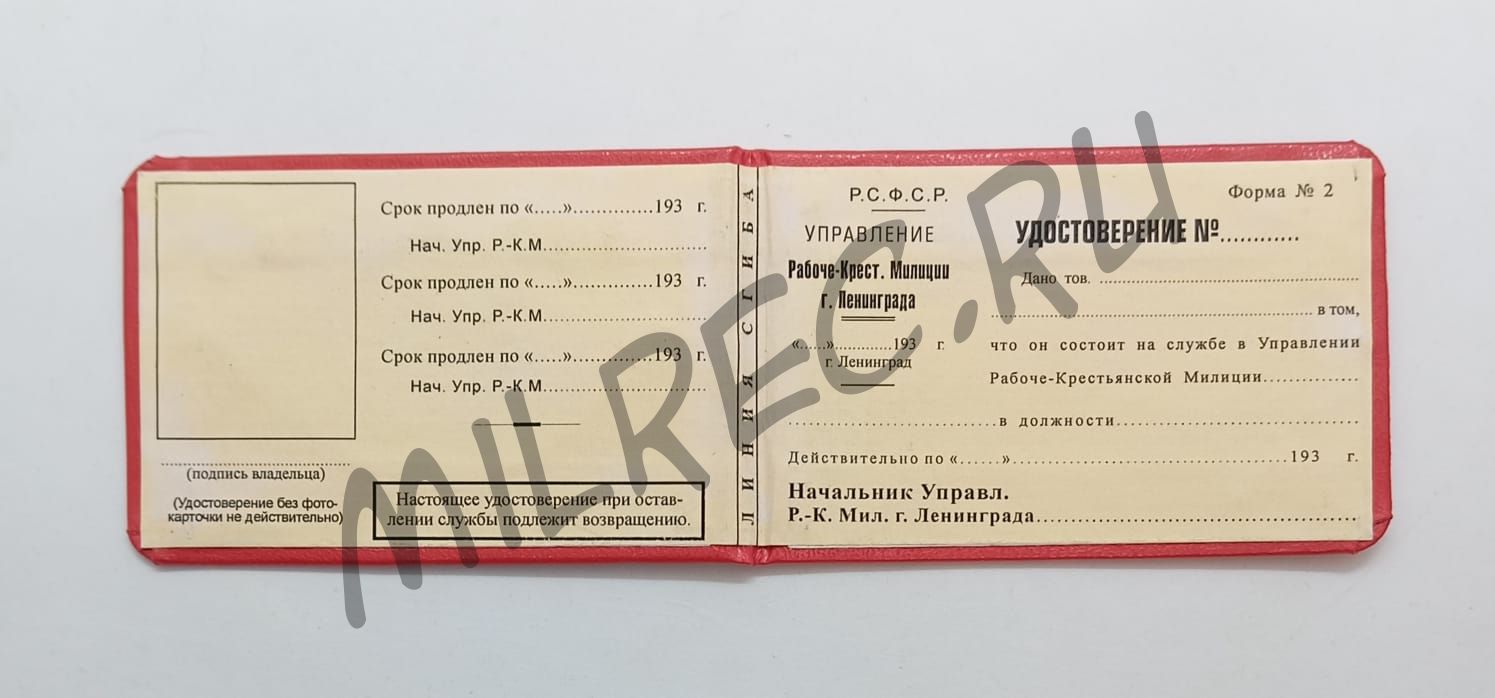 Срок продлен по «.....»..............193 г.
Нач. Упр. Р.-К.М..............................
Срок продлен по «.....»..............193 г.
Нач. Упр. Р.-К.М..............................
Срок продлен по «.....»..............193 г.
Нач. Упр. Р.-К.М..............................
(подпись владельца)
(Удостоверение без фото-
карточки не действительно)
Настоящее удостоверение при остав-
лении службы подлежит возвращению.
ЛИНИЯ СГИБА
Р.С.Ф.С.Р.
УПРАВЛЕНИЕ
Рабоче-Крест. Милиции
г. Ленинграда
«.....»............193 г.
г. Ленинград
Форма № 2
УДОСТОВЕРЕНИЕ №............
Дано тов. ..............................................
.............................................................. в том,
что он состоит на службе в Управлении
Рабоче-Крестьянской Милиции..............
..............................в должности..................................
Действительно по «......»........................................193 г.
Начальник Управл.
Р.-К. Мил. г. Ленинграда..................................................
MILREC.RU